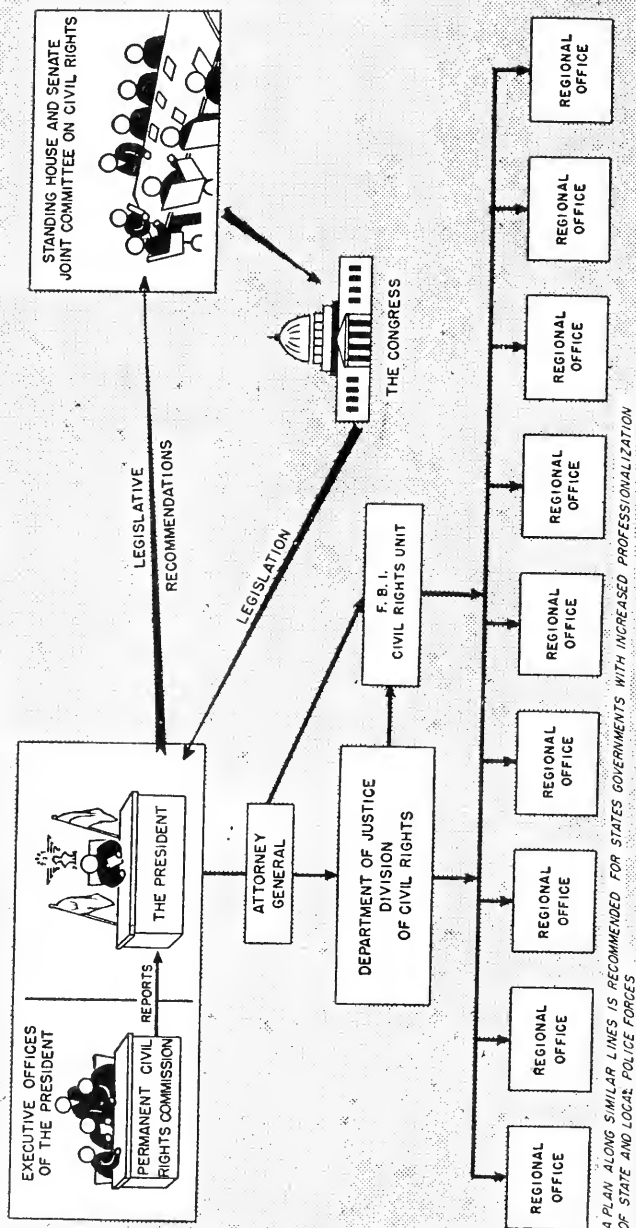 EXECUTIVE OFFICES
OF THE PRESIDENT
PERMANENT CIVIL
RIGHTS COMMISSION
REPORTS
THE PRESIDENT
LEGISLATIVE
RECOMMENDATIONS
STANDING HOUSE AND SENATE
JOINT COMMITTEE ON CIVIL RIGHTS
LEGISLATION
THE CONGRESS
ATTORNEY
GENERAL
DEPARTMENT OF JUSTICE
DIVISION
OF CIVIL RIGHTS
F. B. I.
CIVIL RIGHTS UNIT
REGIONAL
OFFICE
REGIONAL
OFFICE
REGIONAL
OFFICE
REGIONAL
OFFICE
REGIONAL
OFFICE
REGIONAL
OFFICE
REGIONAL
OFFICE
REGIONAL
OFFICE
REGIONAL
OFFICE
A PLAN ALONG SIMILAR LINES IS RECOMMENDED FOR STATES GOVERNMENTS WITH INCREASED PROFESSIONALIZATION
OF STATE AND LOCAL POLICE FORCES